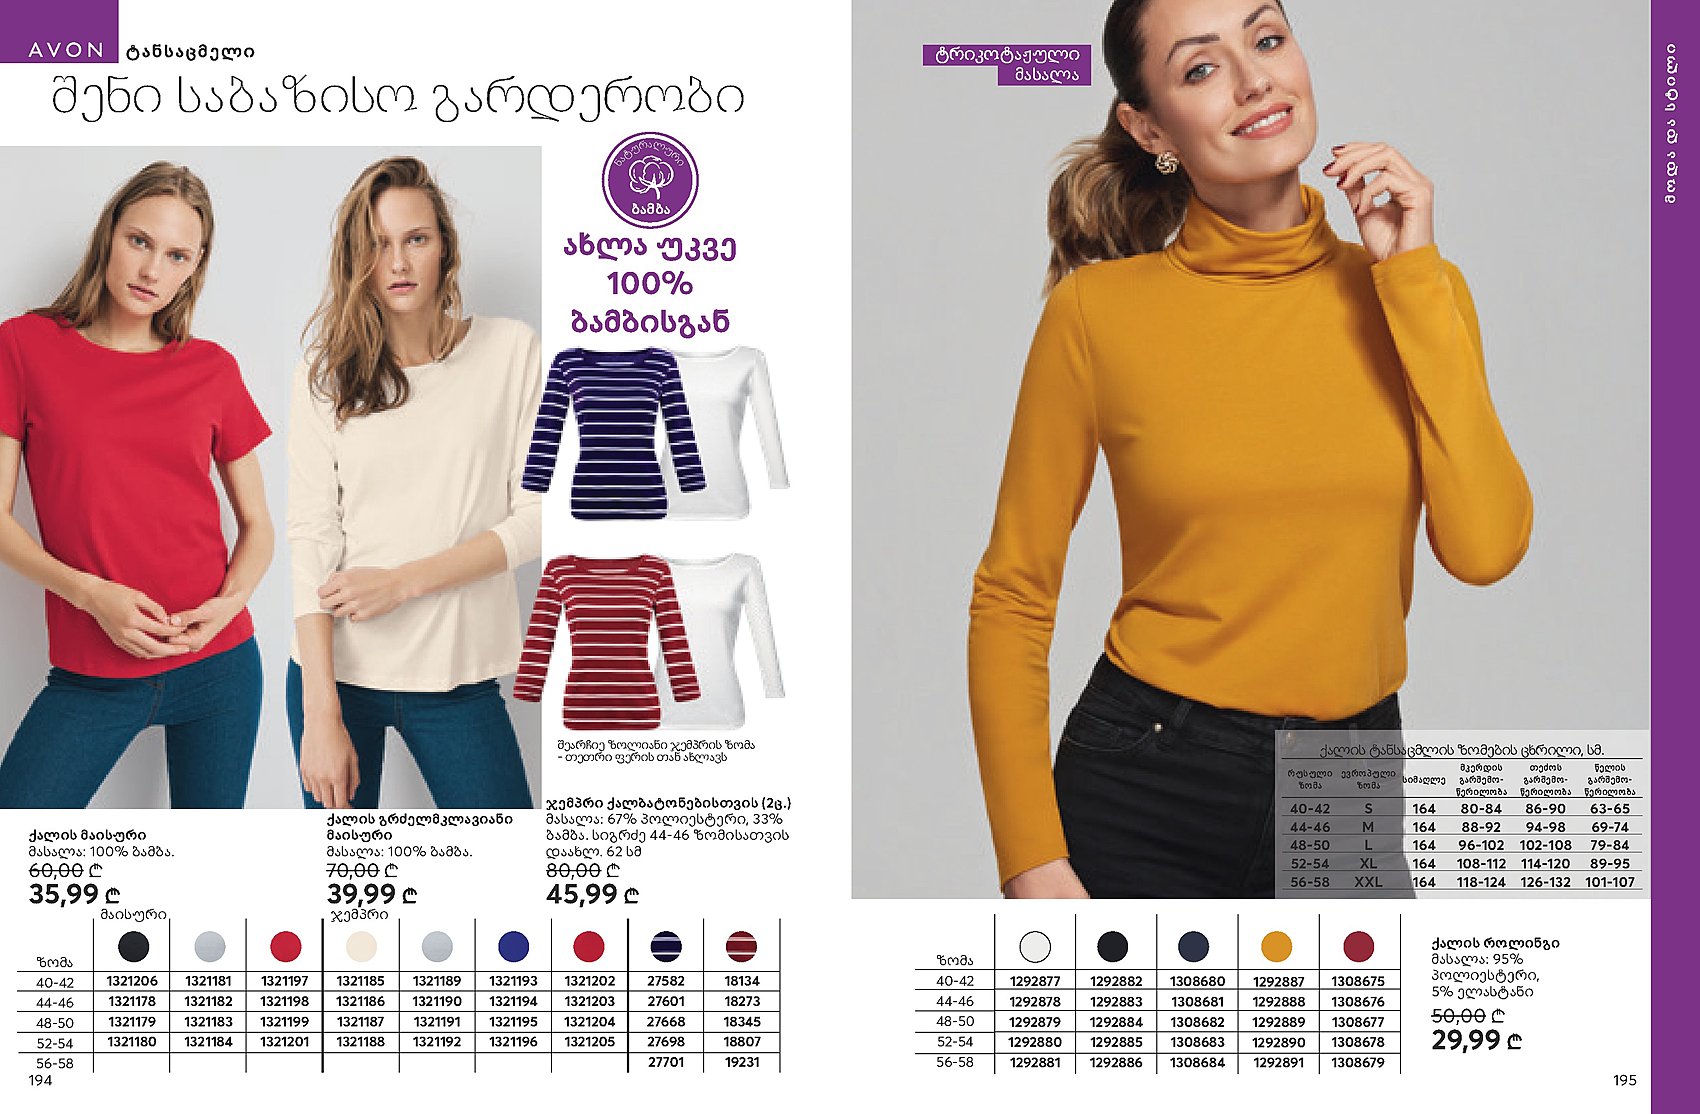 AVON ტანსაცმელი
შენი საბაზისო გარდერობი
ნატურალური
ბამბა
ახლა უკვე
100%
ბამბისგან
შეარჩიე ზოლიანი ჯემპრის ზომა
- თეთრი ფერის თან ახლავს
ქალის მაისური
მასალა: 100% ბამბა.
60,00 ₾
35,99 ₾
ქალის გრძელმკლავიანი
მაისური
მასალა: 100% ბამბა.
70,00 ₾
39,99 ₾
ჯემპრი ქალბატონებისთვის (2ც.)
მასალა: 67% პოლიესტერი, 33%
ბამბა. სიგრძე 44-46 ზომისათვის
დაახლ. 62 სმ
80,00 ₾
45,99 ₾
მაისური ჯემპრი
ზომა
40-42 1321206 1321181 1321197 1321185 1321189 1321193 1321202 27582 18134
44-46 1321178 1321182 1321198 1321186 1321190 1321194 1321203 27601 18273
48-50 1321179 1321183 1321199 1321187 1321191 1321195 1321204 27668 18345
52-54 1321180 1321184 1321201 1321188 1321192 1321196 1321205 27698 18807
56-58 27701 19231
194
ტრიკოტაჟული
მასალა
მოდა და სტილი
ქალის ტანსაცმლის ზომების ცხრილი, სმ.
რუსული ზომა ევროპული ზომა სიმაღლე მკერდის გარშემო-წერილობა თეძოს გარშემო-წერილობა წელის გარშემო-წერილობა
40-42 S 164 80-84 86-90 63-65
44-46 M 164 88-92 94-98 69-74
48-50 L 164 96-102 102-108 79-84
52-54 XL 164 108-112 114-120 89-95
56-58 XXL 164 118-124 126-132 101-107
ზომა
40-42 1292877 1292882 1308680 1292887 1308675
44-46 1292878 1292883 1308681 1292888 1308676
48-50 1292879 1292884 1308682 1292889 1308677
52-54 1292880 1292885 1308683 1292890 1308678
56-58 1292881 1292886 1308684 1292891 1308679
ქალის როლინგი
მასალა: 95%
პოლიესტერი,
5% ელასტანი
50,00 ₾
29,99 ₾
195